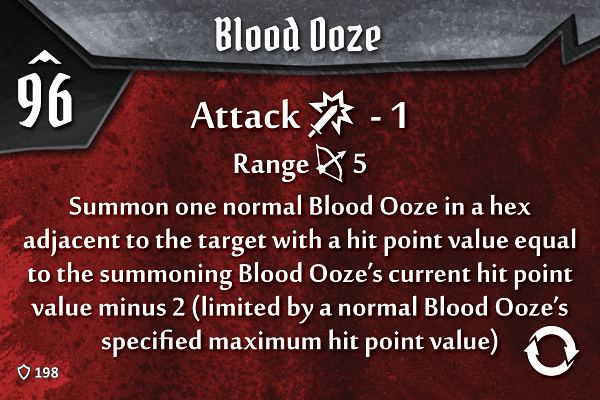 Blood Ooze
96
Attack - 1
Range 5
Summon one normal Blood Ooze in a hex
adjacent to the target with a hit point value equal
to the summoning Blood Ooze's current hit point
value minus 2 (limited by a normal Blood Ooze's
specified maximum hit point value)
198